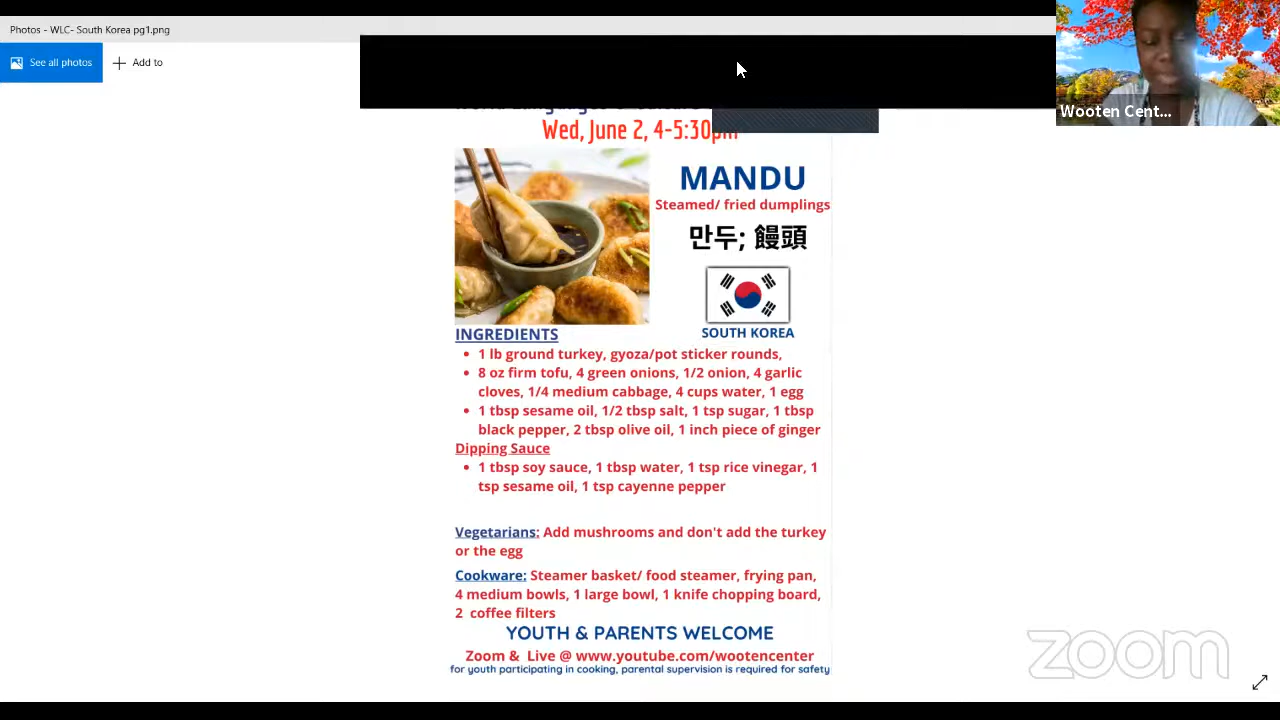 Photos - WLC- South Korea pg1.png
See all photos
Add to
Wooten Cent...
Wed, June 2, 4-5:30pm
MANDU
Steamed/ fried dumplings
만두; 饅頭
SOUTH KOREA
INGREDIENTS
• 1 lb ground turkey, gyoza/pot sticker rounds,
• 8 oz firm tofu, 4 green onions, 1/2 onion, 4 garlic
cloves, 1/4 medium cabbage, 4 cups water, 1 egg
• 1 tbsp sesame oil, 1/2 tbsp salt, 1 tsp sugar, 1 tbsp
black pepper, 2 tbsp olive oil, 1 inch piece of ginger
Dipping Sauce
• 1 tbsp soy sauce, 1 tbsp water, 1 tsp rice vinegar, 1
tsp sesame oil, 1 tsp cayenne pepper
Vegetarians: Add mushrooms and don't add the turkey
or the egg
Cookware: Steamer basket/ food steamer, frying pan,
4 medium bowls, 1 large bowl, 1 knife chopping board,
2 coffee filters
YOUTH & PARENTS WELCOME
Zoom & Live @ www.youtube.com/wootencenter
for youth participating in cooking, parental supervision is required for safety
zoom